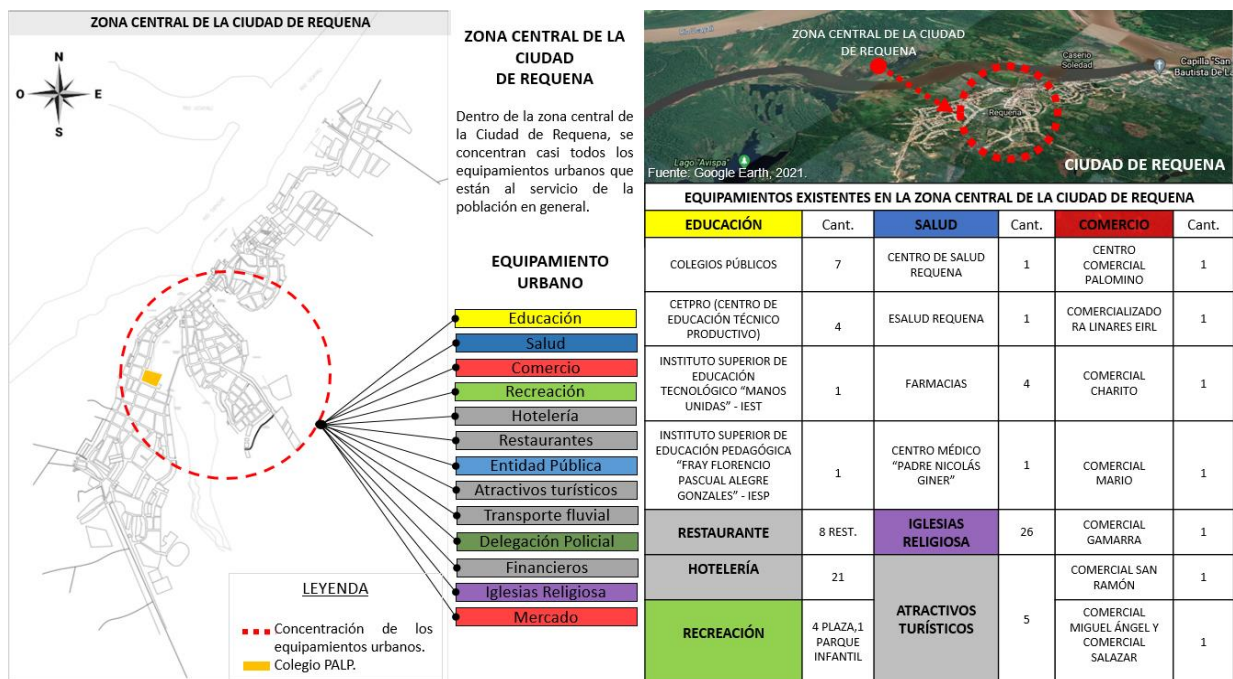 ZONA CENTRAL DE LA CIUDAD DE REQUENA
N
O
E
S
LEYENDA
Concentración de los
equipamientos urbanos.
Colegio PALP.
ZONA CENTRAL DE LA
CIUDAD
DE REQUENA
Dentro de la zona central de
la Ciudad de Requena, se
concentran casi todos los
equipamientos urbanos que
están al servicio de la
población en general.
EQUIPAMIENTO
URBANO
Educación
Salud
Comercio
Recreación
Hotelería
Restaurantes
Entidad Pública
Atractivos turísticos
Transporte fluvial
Delegación Policial
Financieros
Iglesias Religiosa
Mercado
ZONA CENTRAL DE LA CIUDAD
DE REQUENA
Caserio
Soledad
Capilla "San
Bautista De La
Requena
Lago "Avispa"
Fuente: Google Earth, 2021.
CIUDAD DE REQUENA
EQUIPAMIENTOS EXISTENTES EN LA ZONA CENTRAL DE LA CIUDAD DE REQUENA
EDUCACIÓN Cant. SALUD Cant. COMERCIO Cant.
COLEGIOS PÚBLICOS
7
CENTRO DE SALUD
REQUENA
1
CENTRO
COMERCIAL
PALOMINO
1
CETPRO (CENTRO DE
EDUCACIÓN TÉCNICO
PRODUCTIVO)
4
ESALUD REQUENA
1
COMERCIALIZADO
RA LINARES EIRL
1
INSTITUTO SUPERIOR DE
EDUCACIÓN
TECNOLÓGICO “MANOS
UNIDAS” - IEST
1
FARMACIAS
4
COMERCIAL
CHARITO
1
INSTITUTO SUPERIOR DE
EDUCACIÓN PEDAGÓGICA
“FRAY FLORENCIO
PASCUAL ALEGRE
GONZALES” - IESP
1
CENTRO MÉDICO
“PADRE NICOLÁS
GINER”
1
COMERCIAL
MARIO
1
RESTAURANTE
8 REST.
IGLESIAS
RELIGIOSA
26
COMERCIAL
GAMARRA
1
HOTELERÍA
21
ATRACTIVOS
TURÍSTICOS
5
COMERCIAL SAN
RAMÓN
1
RECREACIÓN
4 PLAZA,1
PARQUE
INFANTIL
COMERCIAL
MIGUEL ÁNGEL Y
COMERCIAL
SALAZAR
1